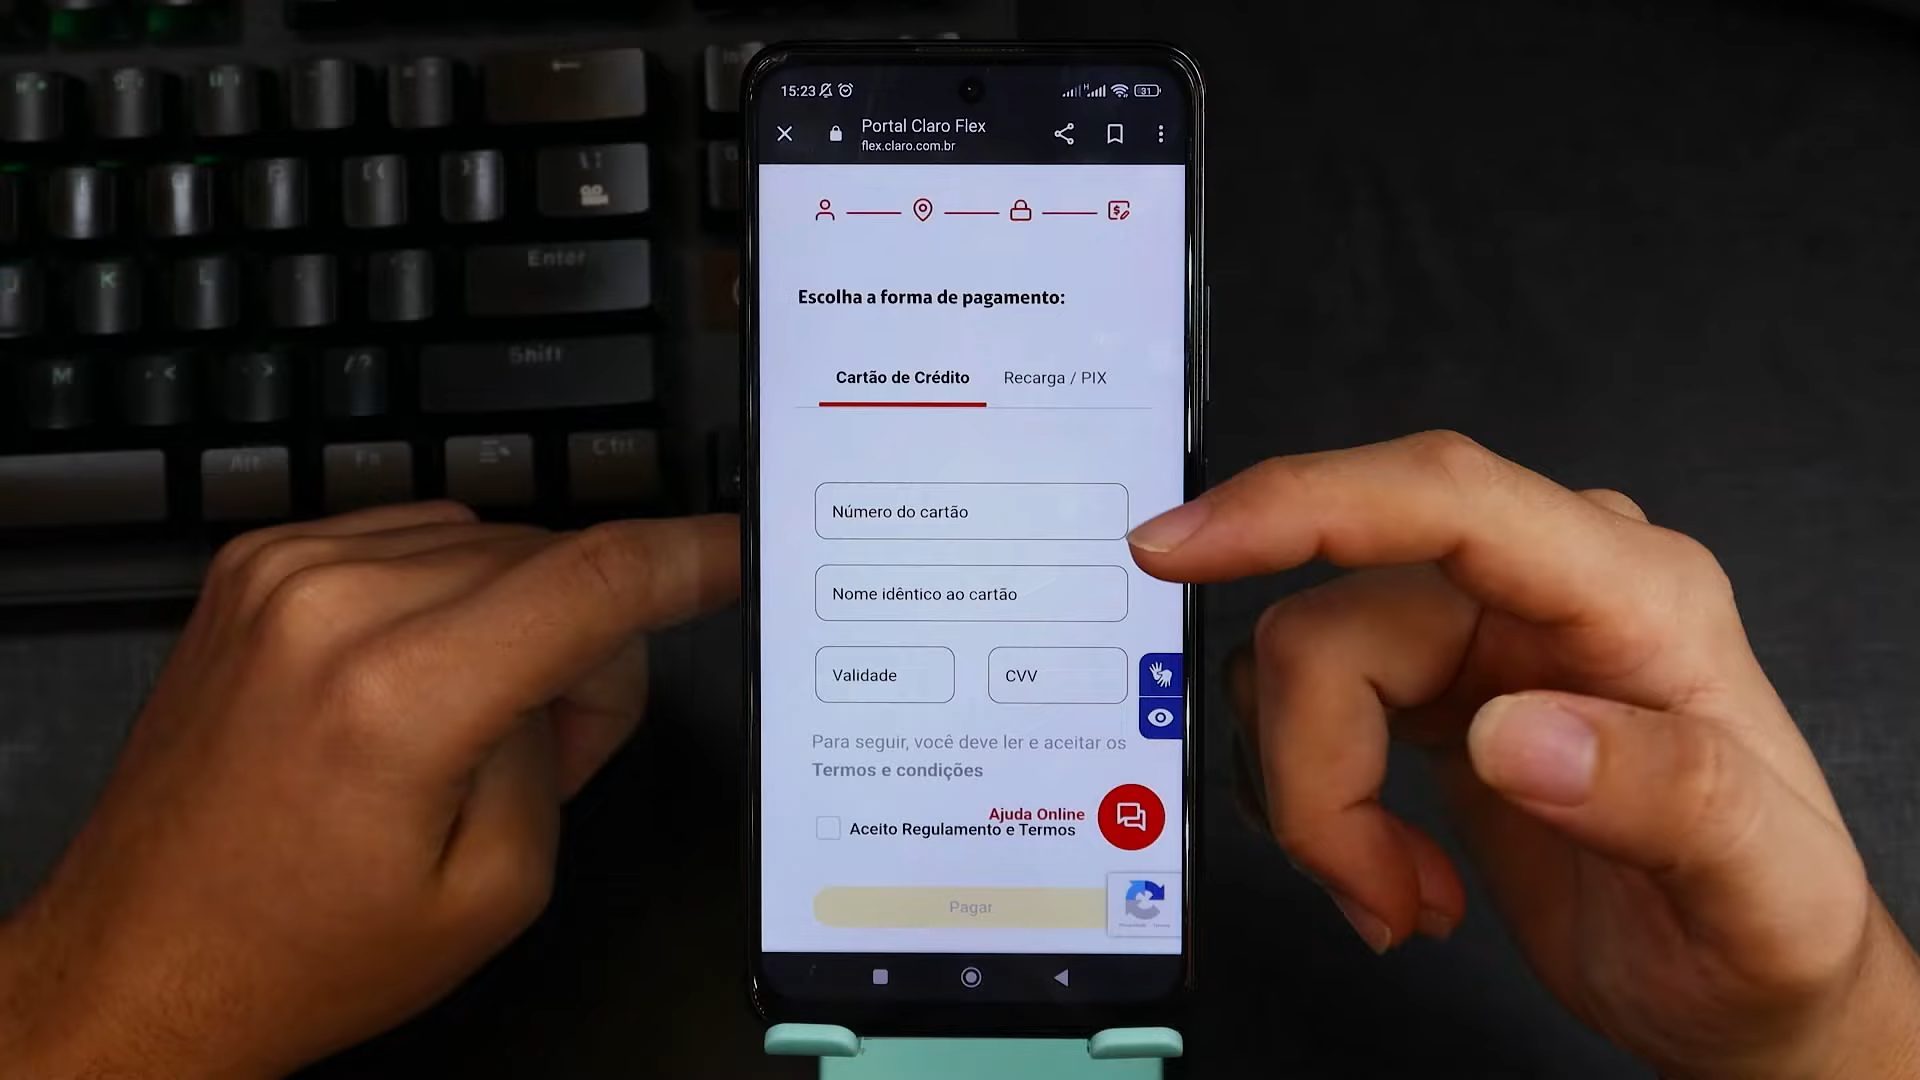 15:23
31
Portal Claro Flex
flex.claro.com.br
Escolha a forma de pagamento:
Cartão de Crédito
Recarga / PIX
Número do cartão
Nome idêntico ao cartão
Validade
CVV
Para seguir, você deve ler e aceitar os
Termos e condições
Ajuda Online
Aceito Regulamento e Termos
Pagar
Enter
Shift
M
K
L
P
Alt
Fn
Ctrl